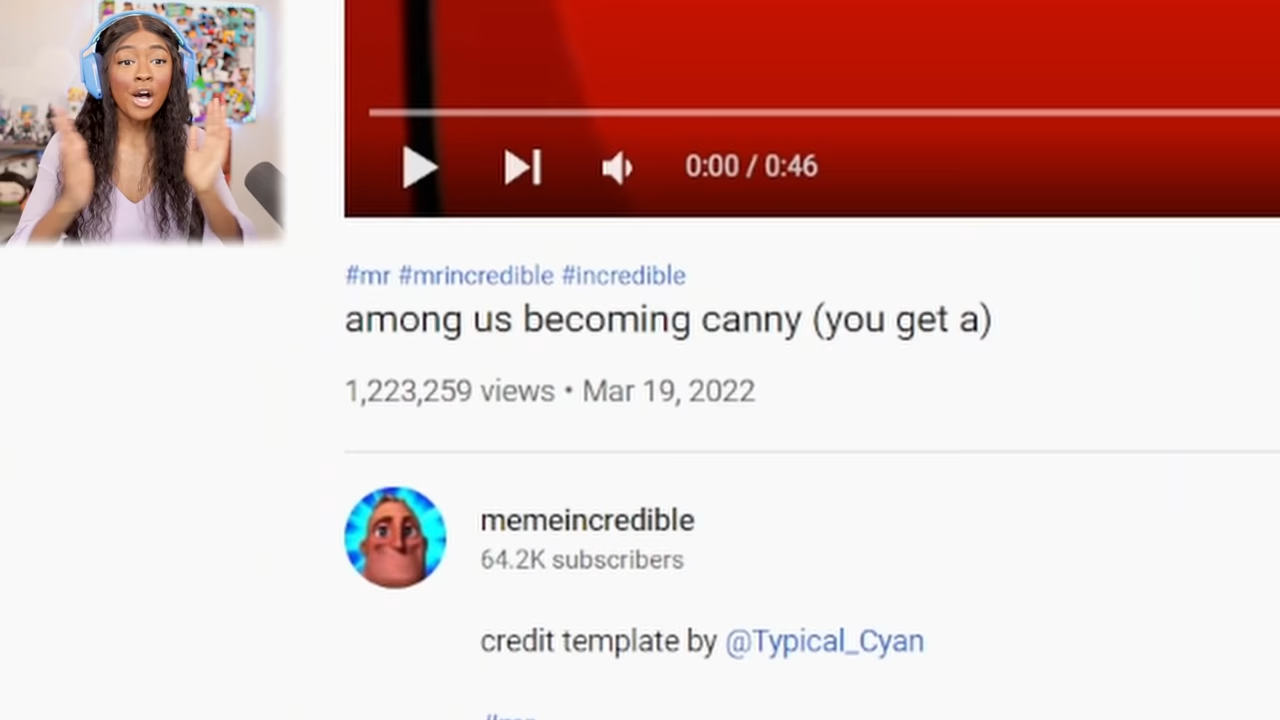 0:00 / 0:46
#mr #mrincredible #incredible
among us becoming canny (you get a)
1,223,259 views • Mar 19, 2022
memeincredible
64.2K subscribers
credit template by @Typical_Cyan